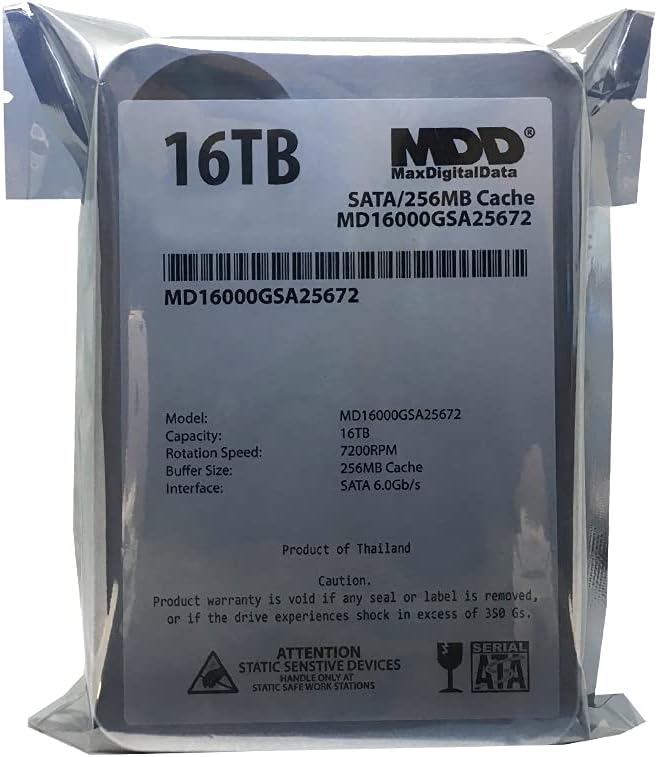 16TB
MDD®
MaxDigitalData
SATA/256MB Cache
MD16000GSA25672
MD16000GSA25672
Model: MD16000GSA25672
Capacity: 16TB
Rotation Speed: 7200RPM
Buffer Size: 256MB Cache
Interface: SATA 6.0Gb/s
Product of Thailand
Caution.
Product warranty is void if any seal or label is removed,
or if the drive experiences shock in excess of 350 Gs.
ATTENTION
STATIC SENSTIVE DEVICES
HANDLE ONLY AT
STATIC SAFE WORK STATIONS
SERIAL
ATA